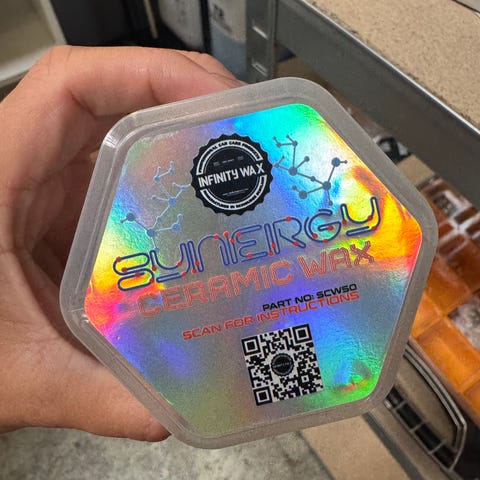 INFINITY WAX
SYNERGY
CERAMIC WAX
PART NO: SCW50
SCAN FOR INSTRUCTIONS